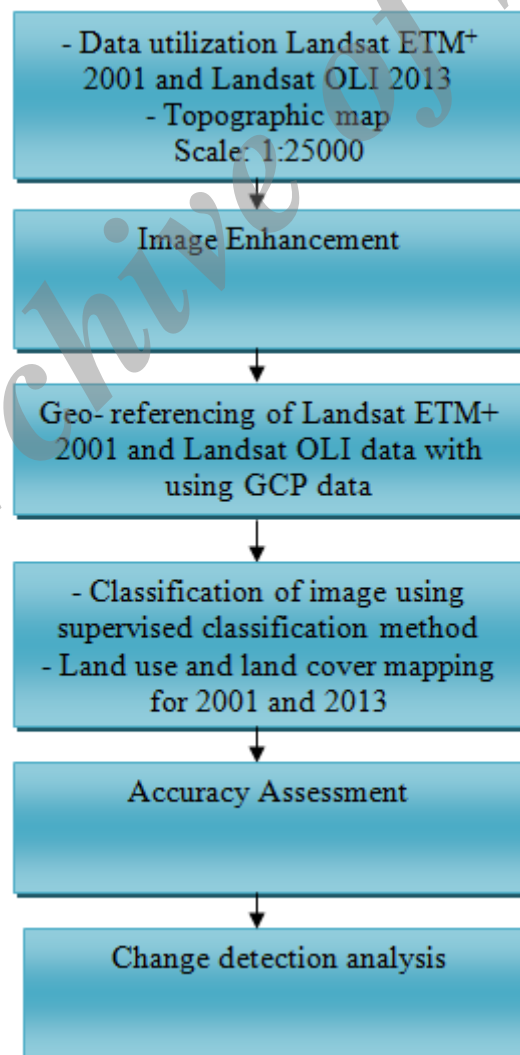 - Data utilization Landsat ETM⁺
2001 and Landsat OLI 2013
- Topographic map
Scale: 1:25000
Image Enhancement
Geo- referencing of Landsat ETM+
2001 and Landsat OLI data with
using GCP data
- Classification of image using
supervised classification method
- Land use and land cover mapping
for 2001 and 2013
Accuracy Assessment
Change detection analysis